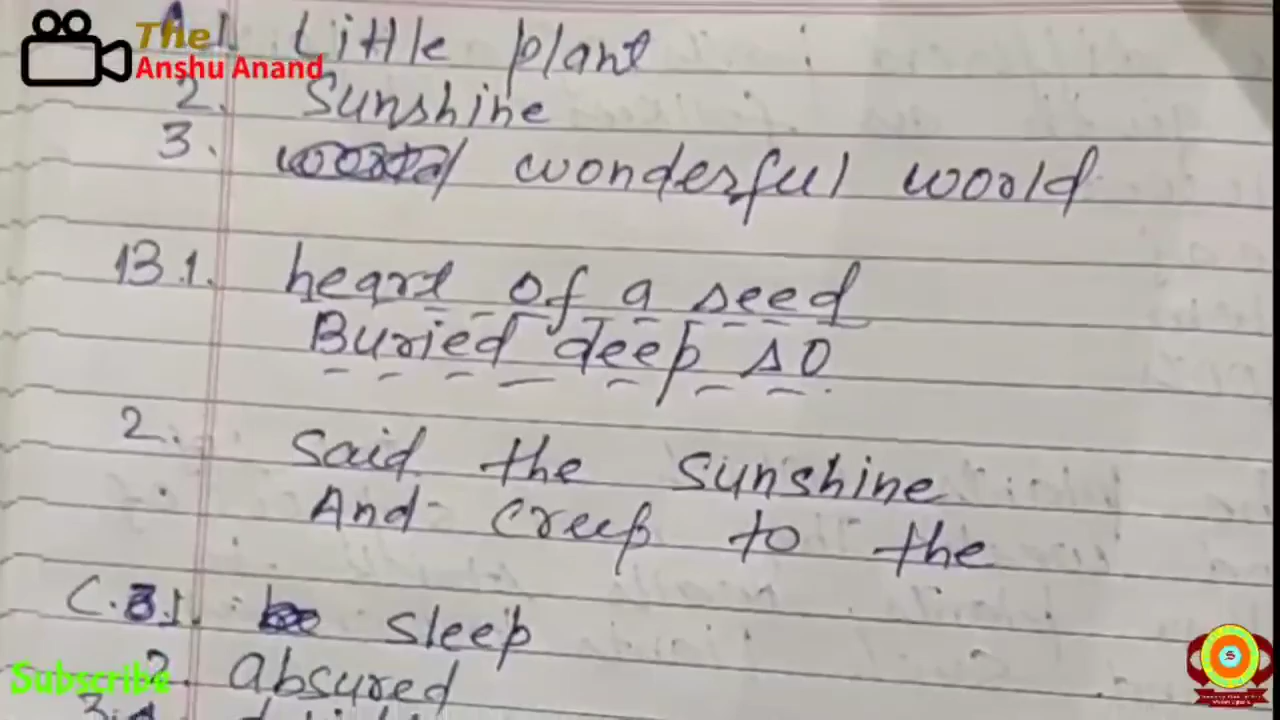 The
Anshu Anand
A.1. Little plant :
2. Sunshine
3. wonderful world
B.1. heart of a seed
Buried deep so
2. Said the sunshine
And creep to the
C.1. sleep
2. absured
3.
Subscribe
S